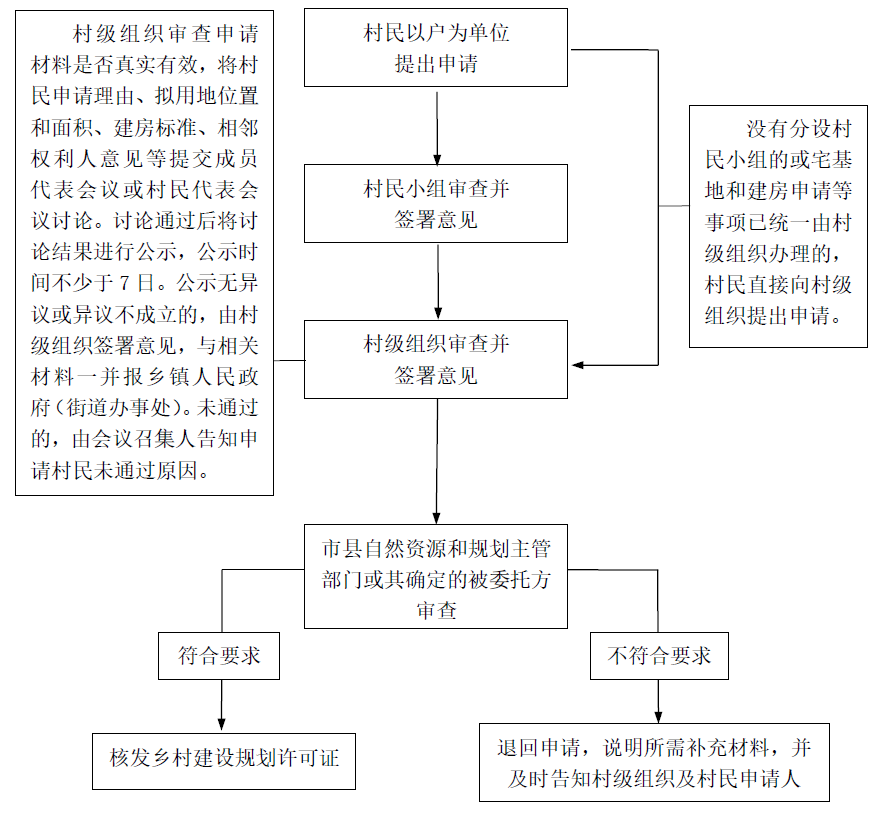 村级组织审查申请
材料是否真实有效，将村
民申请理由、拟用地位置
和面积、建房标准、相邻
权利人意见等提交成员
代表会议或村民代表会
议讨论。讨论通过后将讨
论结果进行公示，公示时
间不少于 7 日。公示无异
议或异议不成立的，由村
级组织签署意见，与相关
材料一并报乡镇人民政
府（街道办事处）。未通过
的，由会议召集人告知申
请村民未通过原因。
村民以户为单位
提出申请
没有分设村
民小组的或宅基
地和建房申请等
事项已统一由村
级组织办理的，
村民直接向村级
组织提出申请。
村民小组审查并
签署意见
村级组织审查并
签署意见
市县自然资源和规划主管
部门或其确定的被委托方
审查
符合要求
不符合要求
核发乡村建设规划许可证
退回申请，说明所需补充材料，并
及时告知村级组织及村民申请人